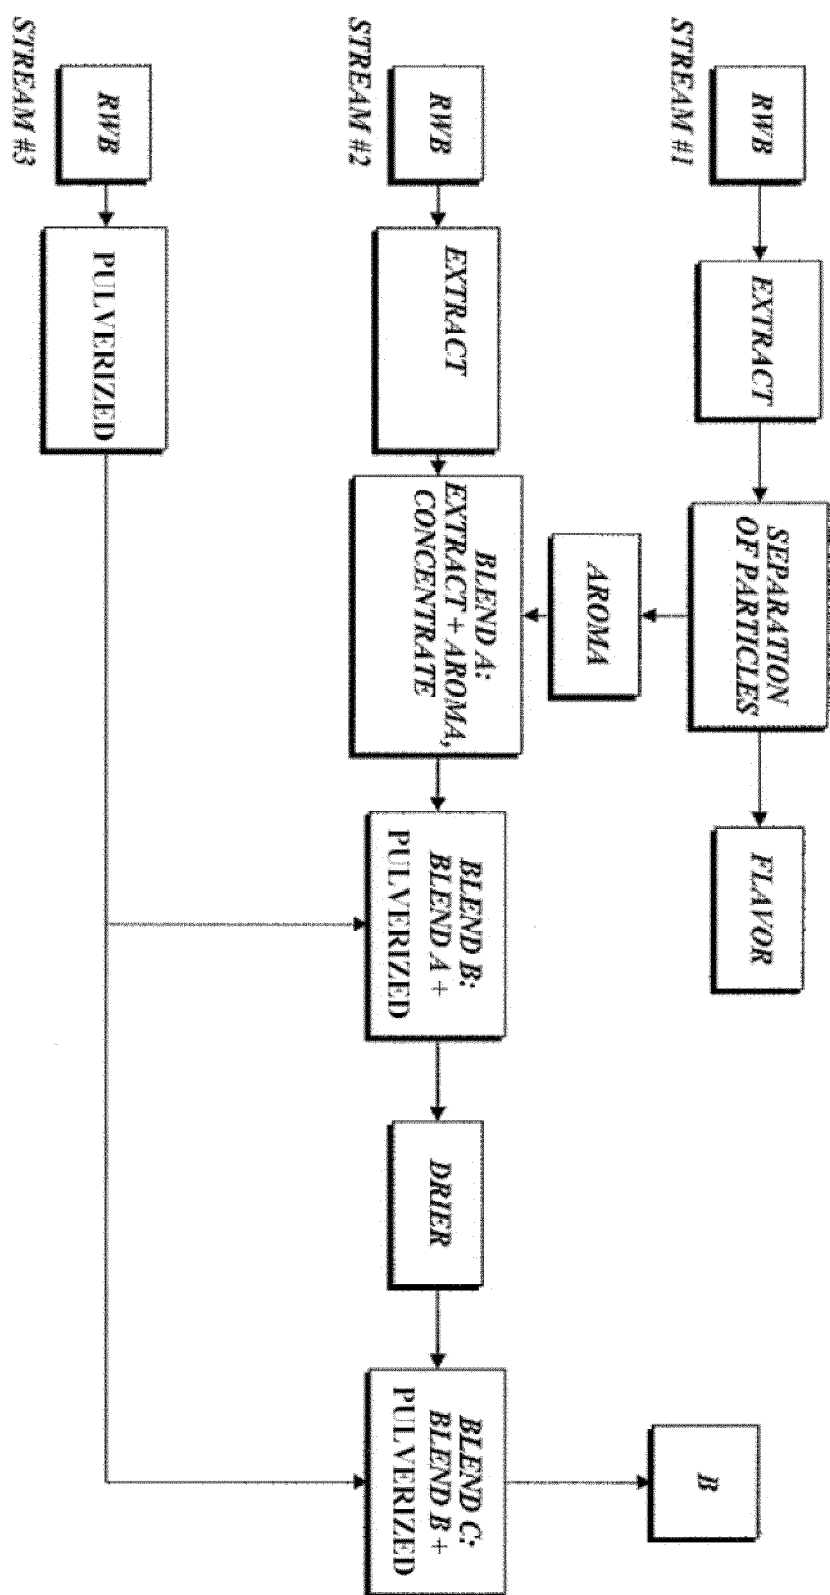 RWB
STREAM #1
EXTRACT
SEPARATION
OF PARTICLES
FLAVOR
AROMA
RWB
STREAM #2
EXTRACT
BLEND A:
EXTRACT + AROMA,
CONCENTRATE
BLEND B:
BLEND A +
PULVERIZED
DRIER
BLEND C:
BLEND B +
PULVERIZED
B
RWB
STREAM #3
PULVERIZED